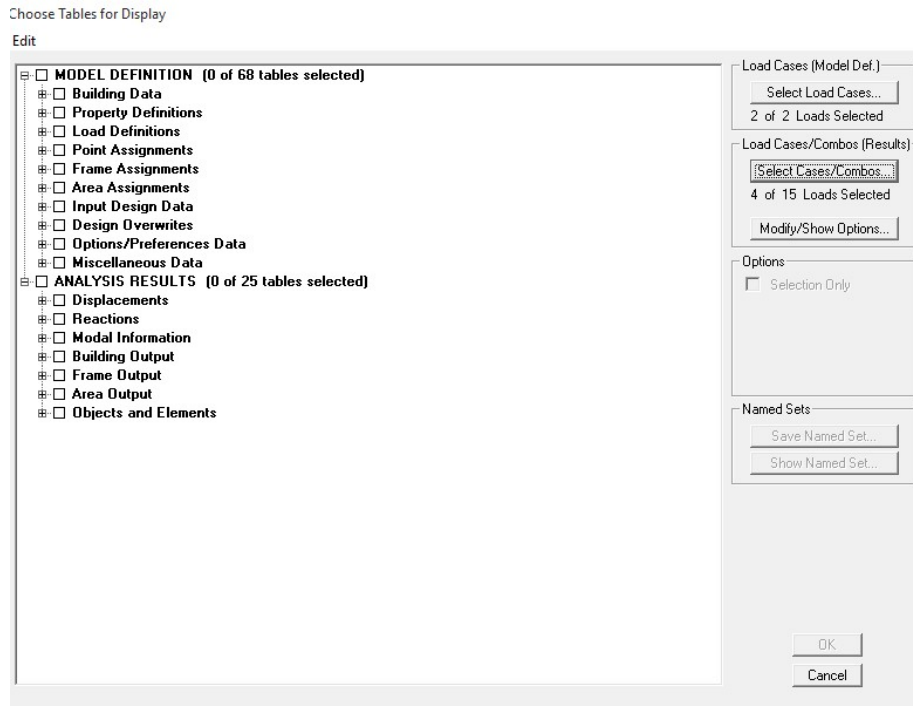 Choose Tables for Display
Edit
MODEL DEFINITION (0 of 68 tables selected)
Building Data
Property Definitions
Load Definitions
Point Assignments
Frame Assignments
Area Assignments
Input Design Data
Design Overwrites
Options/Preferences Data
Miscellaneous Data
ANALYSIS RESULTS (0 of 25 tables selected)
Displacements
Reactions
Modal Information
Building Output
Frame Output
Area Output
Objects and Elements
Load Cases (Model Def.)
Select Load Cases...
2 of 2 Loads Selected
Load Cases/Combos (Results)
Select Cases/Combos...
4 of 15 Loads Selected
Modify/Show Options...
Options
Selection Only
Named Sets
Save Named Set...
Show Named Set...
OK
Cancel